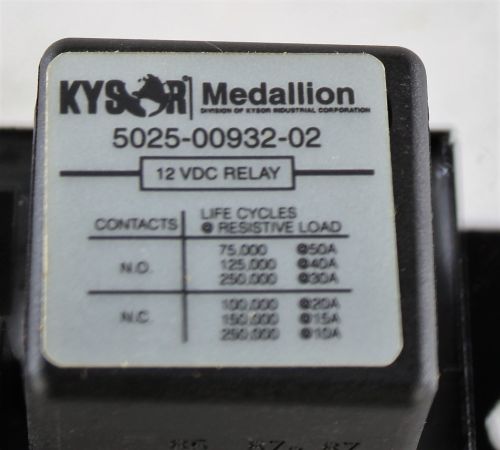 KYSOR Medallion
DIVISION OF KYSOR INDUSTRIAL CORPORATION
5025-00932-02
12 VDC RELAY
CONTACTS LIFE CYCLES @ RESISTIVE LOAD
N.O. 75,000 @50A
125,000 @40A
250,000 @30A
N.C. 100,000 @20A
150,000 @15A
250,000 @10A